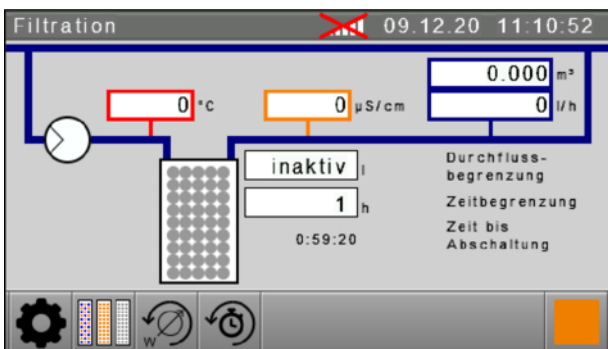 Filtration 09.12.20 11:10:52
0.000 m³
0 °C 0 µS/cm 0 l/h
inaktiv l Durchfluss-
begrenzung
1 h Zeitbegrenzung
0:59:20 Zeit bis
Abschaltung
W